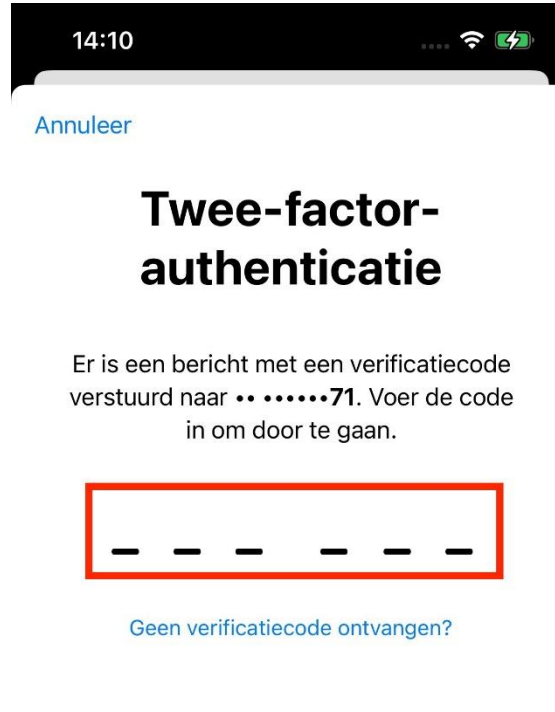 14:10
Annuleer
Twee-factor-
authenticatie
Er is een bericht met een verificatiecode
verstuurd naar •• ••••••71. Voer de code
in om door te gaan.
_ _ _ _ _ _
Geen verificatiecode ontvangen?